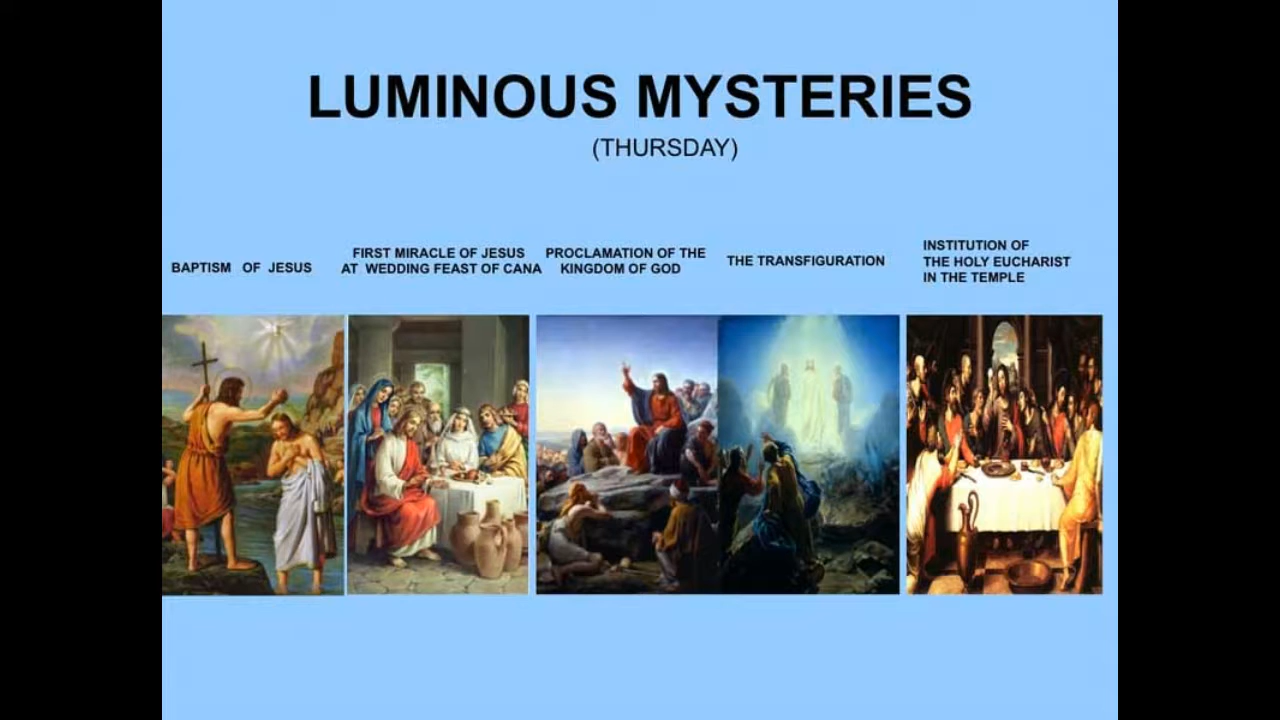 LUMINOUS MYSTERIES
(THURSDAY)
BAPTISM OF JESUS
FIRST MIRACLE OF JESUS
AT WEDDING FEAST OF CANA
PROCLAMATION OF THE
KINGDOM OF GOD
THE TRANSFIGURATION
INSTITUTION OF
THE HOLY EUCHARIST
IN THE TEMPLE